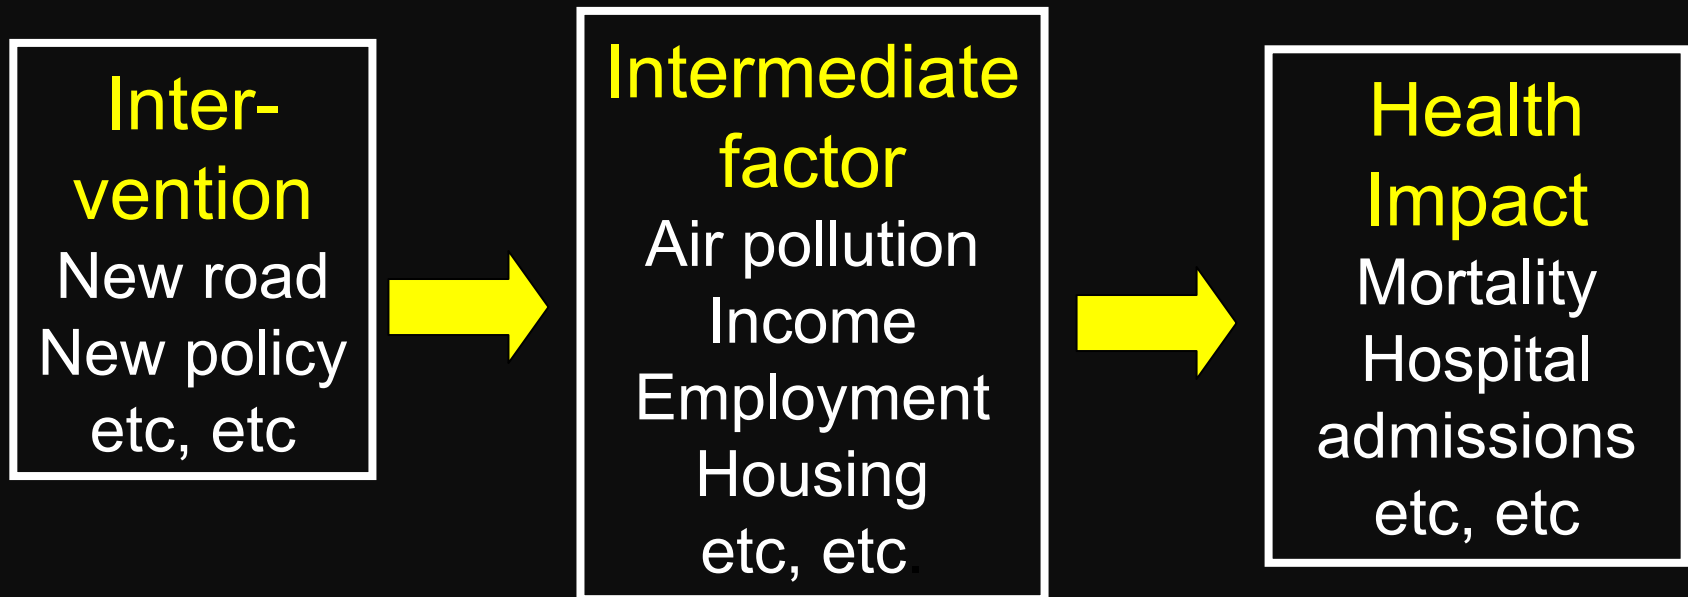 Inter-
vention
New road
New policy
etc, etc
Intermediate
factor
Air pollution
Income
Employment
Housing
etc, etc.
Health
Impact
Mortality
Hospital
admissions
etc, etc